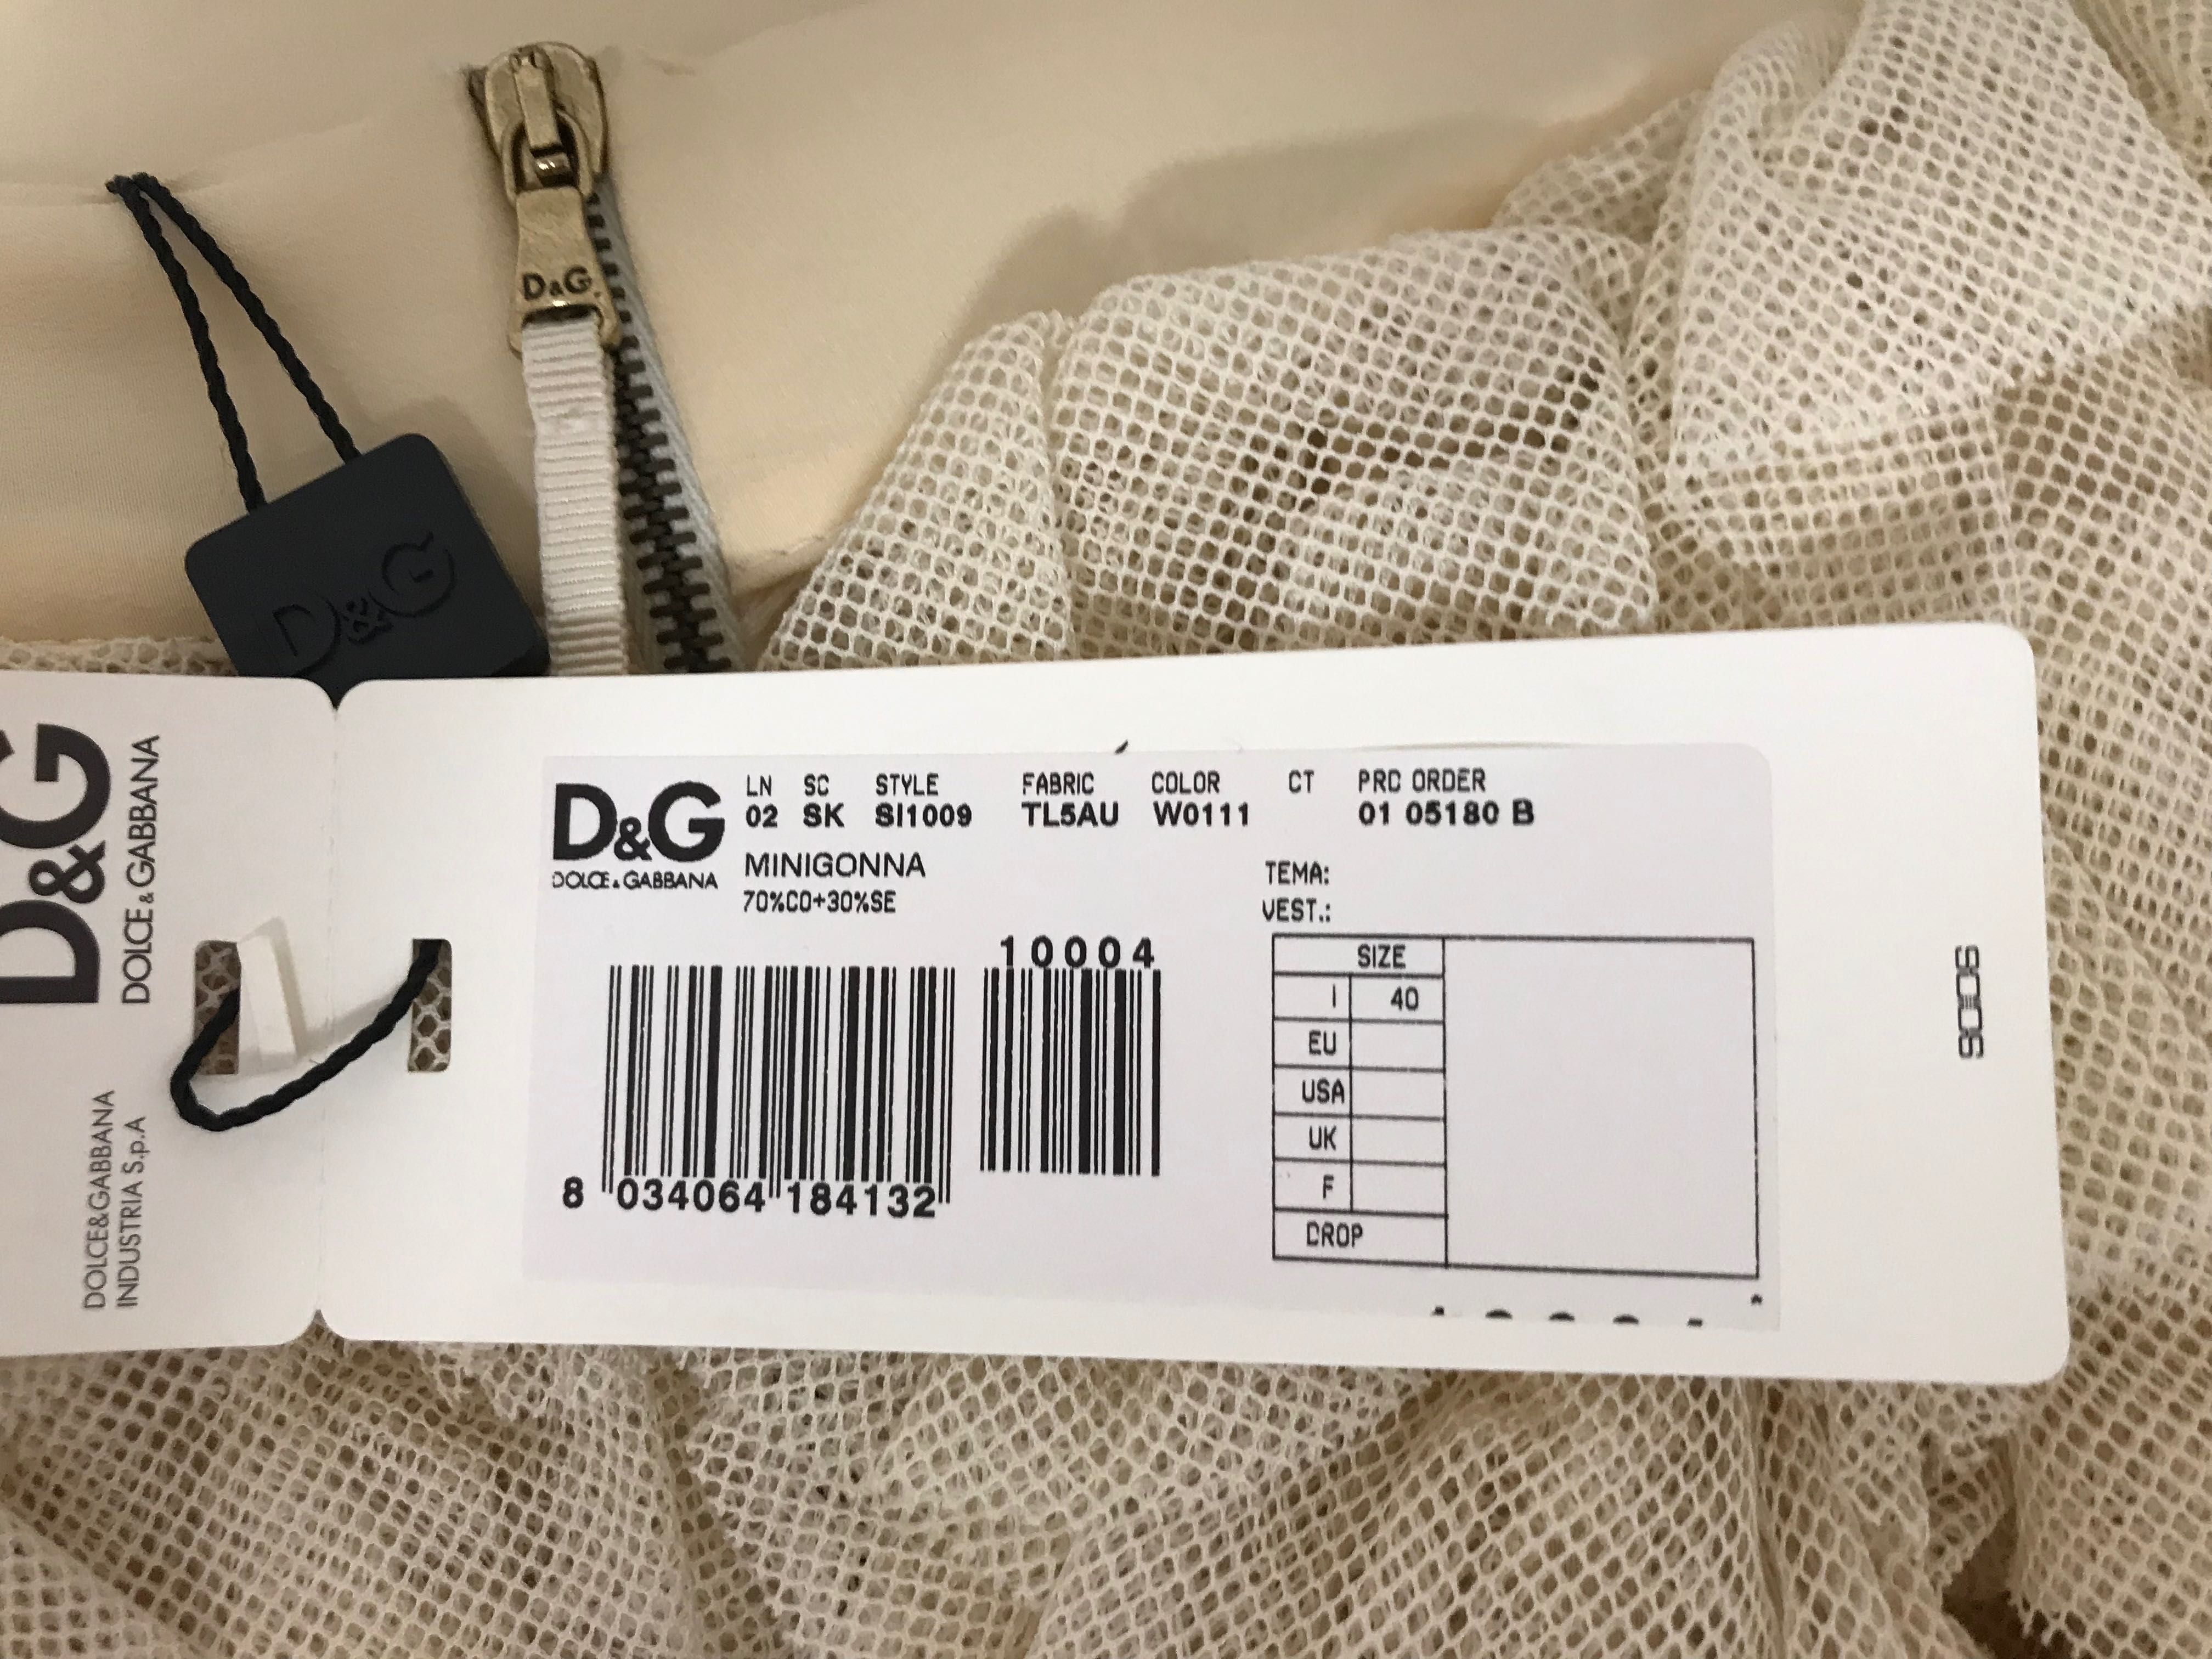 D&G
D&G
D&G
DOLCE & GABBANA
DOLCE&GABBANA
INDUSTRIA S.p.A
D&G
DOLCE & GABBANA
LN SC STYLE FABRIC COLOR CT PRC ORDER
02 SK SI1009 TL5AU W0111 01 05180 B
MINIGONNA
70%CO+30%SE
TEMA:
VEST.:
10004
8 034064 184132
SIZE
I 40
EU
USA
UK
F
DROP